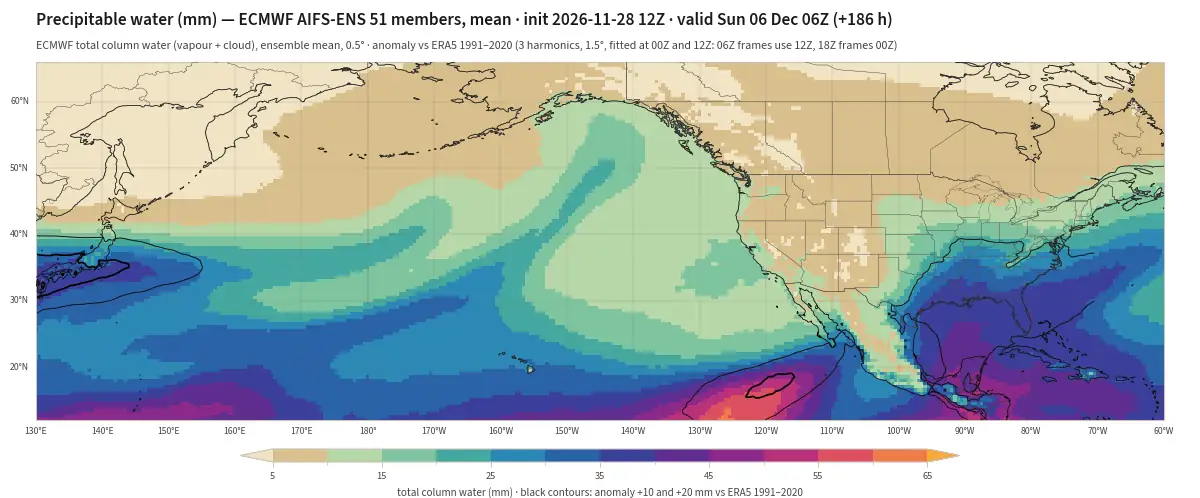 Precipitable water (mm) — ECMWF AIFS-ENS 51 members, mean · init 2026-11-28 12Z · valid Sun 06 Dec 06Z (+186 h)
ECMWF total column water (vapour + cloud), ensemble mean, 0.5° · anomaly vs ERA5 1991–2020 (3 harmonics, 1.5°, fitted at 00Z and 12Z: 06Z frames use 12Z, 18Z frames 00Z)
60°N
50°N
40°N
30°N
20°N
130°E 140°E 150°E 160°E 170°E 180° 170°W 160°W 150°W 140°W 130°W 120°W 110°W 100°W 90°W 80°W 70°W 60°W
5 15 25 35 45 55 65
total column water (mm) · black contours: anomaly +10 and +20 mm vs ERA5 1991–2020